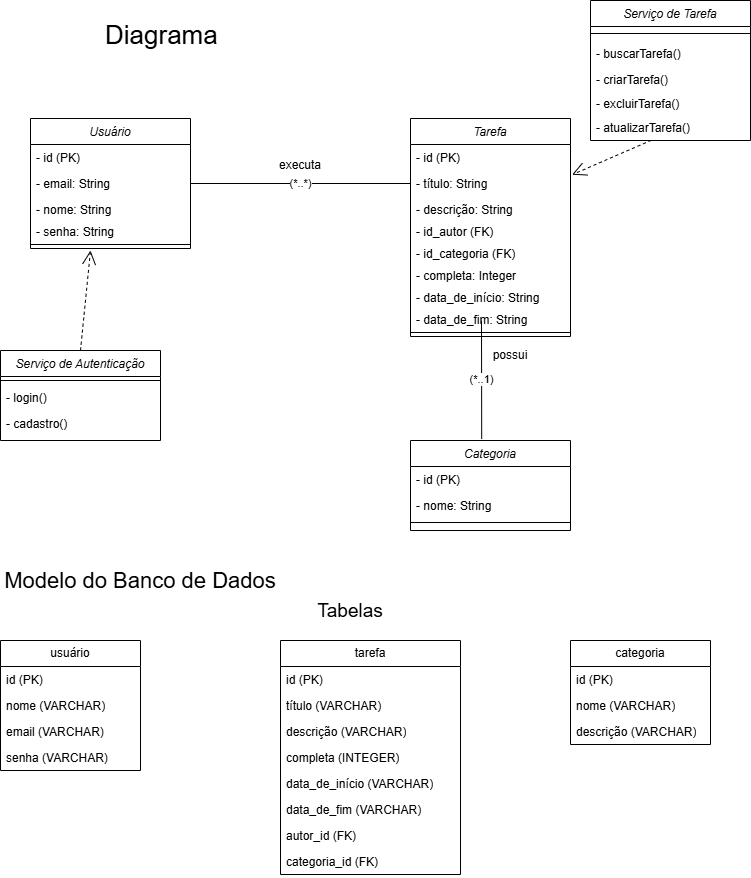 Diagrama
Serviço de Tarefa
- buscarTarefa()
- criarTarefa()
- excluirTarefa()
- atualizarTarefa()
Usuário
- id (PK)
- email: String
- nome: String
- senha: String
executa
(*..*)
Tarefa
- id (PK)
- título: String
- descrição: String
- id_autor (FK)
- id_categoria (FK)
- completa: Integer
- data_de_início: String
- data_de_fim: String
Serviço de Autenticação
- login()
- cadastro()
possui
(*..1)
Categoria
- id (PK)
- nome: String
Modelo do Banco de Dados
Tabelas
usuário
id (PK)
nome (VARCHAR)
email (VARCHAR)
senha (VARCHAR)
tarefa
id (PK)
título (VARCHAR)
descrição (VARCHAR)
completa (INTEGER)
data_de_início (VARCHAR)
data_de_fim (VARCHAR)
autor_id (FK)
categoria_id (FK)
categoria
id (PK)
nome (VARCHAR)
descrição (VARCHAR)